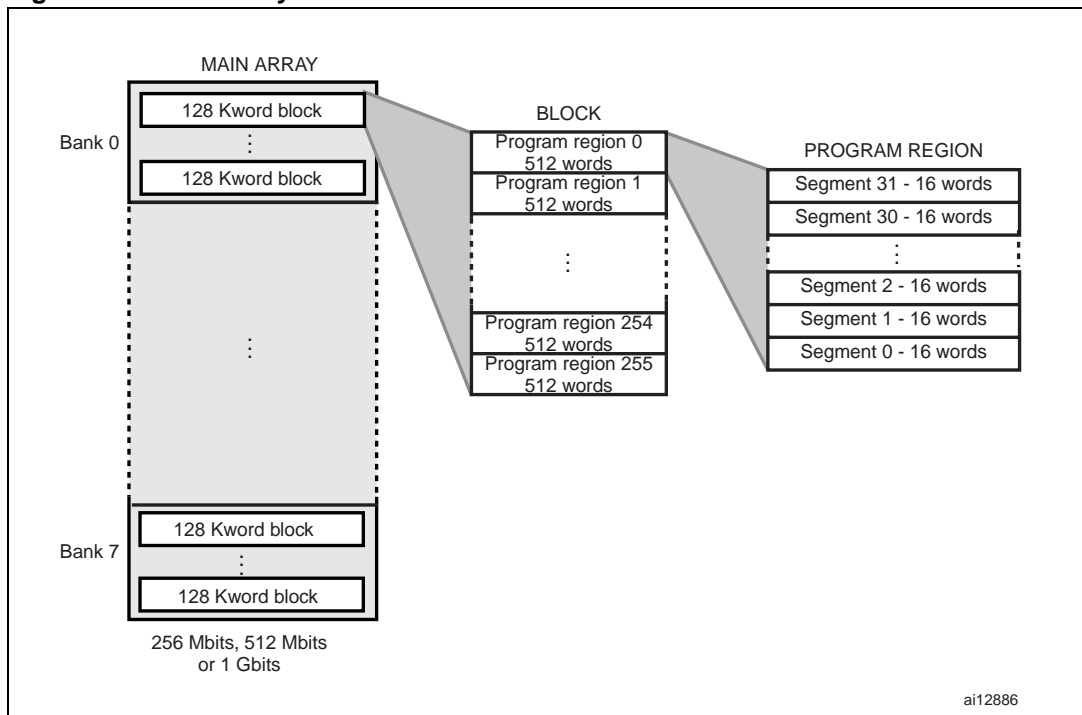 MAIN ARRAY
Bank 0
128 Kword block
128 Kword block
Bank 7
128 Kword block
128 Kword block
256 Mbits, 512 Mbits
or 1 Gbits
BLOCK
Program region 0
512 words
Program region 1
512 words
Program region 254
512 words
Program region 255
512 words
PROGRAM REGION
Segment 31 - 16 words
Segment 30 - 16 words
Segment 2 - 16 words
Segment 1 - 16 words
Segment 0 - 16 words
ai12886